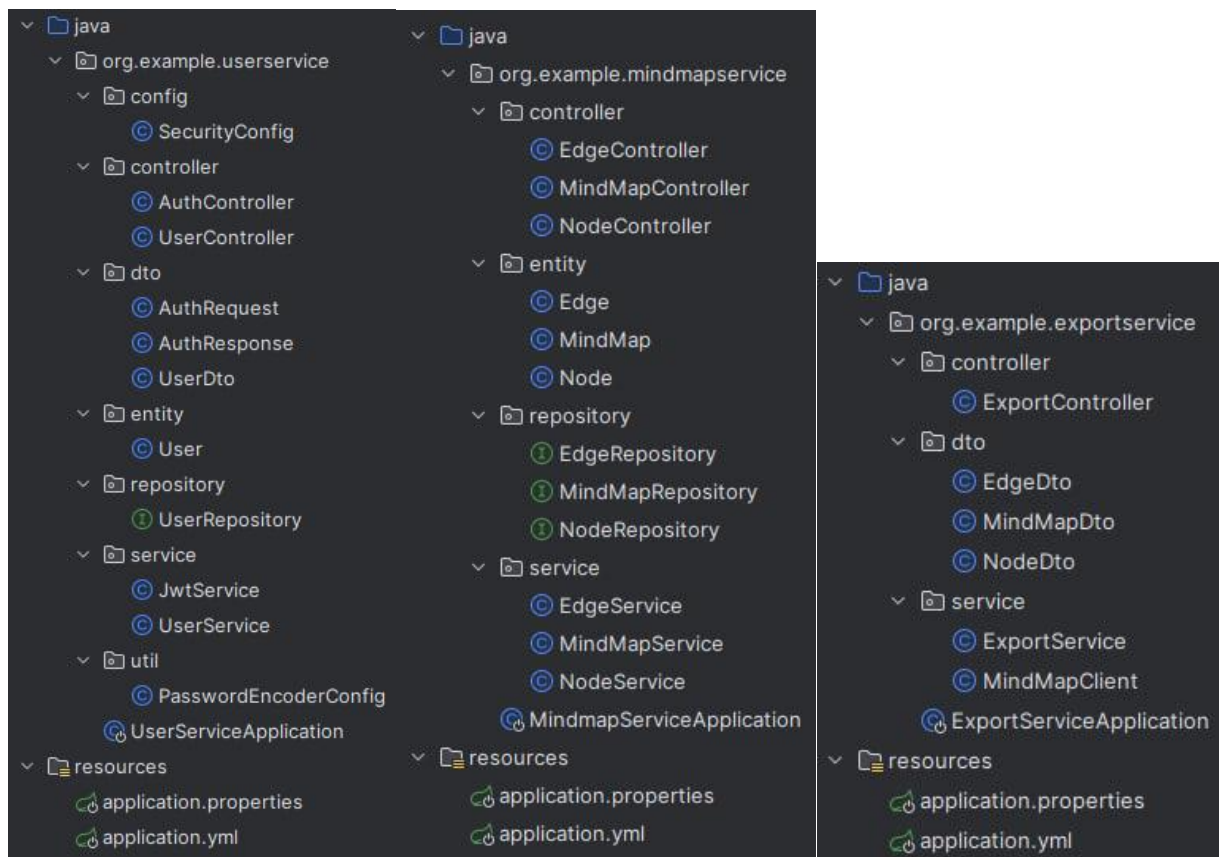 java
org.example.userservice
config
SecurityConfig
controller
AuthController
UserController
dto
AuthRequest
AuthResponse
UserDto
entity
User
repository
UserRepository
service
JwtService
UserService
util
PasswordEncoderConfig
UserServiceApplication
resources
application.properties
application.yml
java
org.example.mindmapservice
controller
EdgeController
MindMapController
NodeController
entity
Edge
MindMap
Node
repository
EdgeRepository
MindMapRepository
NodeRepository
service
EdgeService
MindMapService
NodeService
MindmapServiceApplication
resources
application.properties
application.yml
java
org.example.exportservice
controller
ExportController
dto
EdgeDto
MindMapDto
NodeDto
service
ExportService
MindMapClient
ExportServiceApplication
resources
application.properties
application.yml